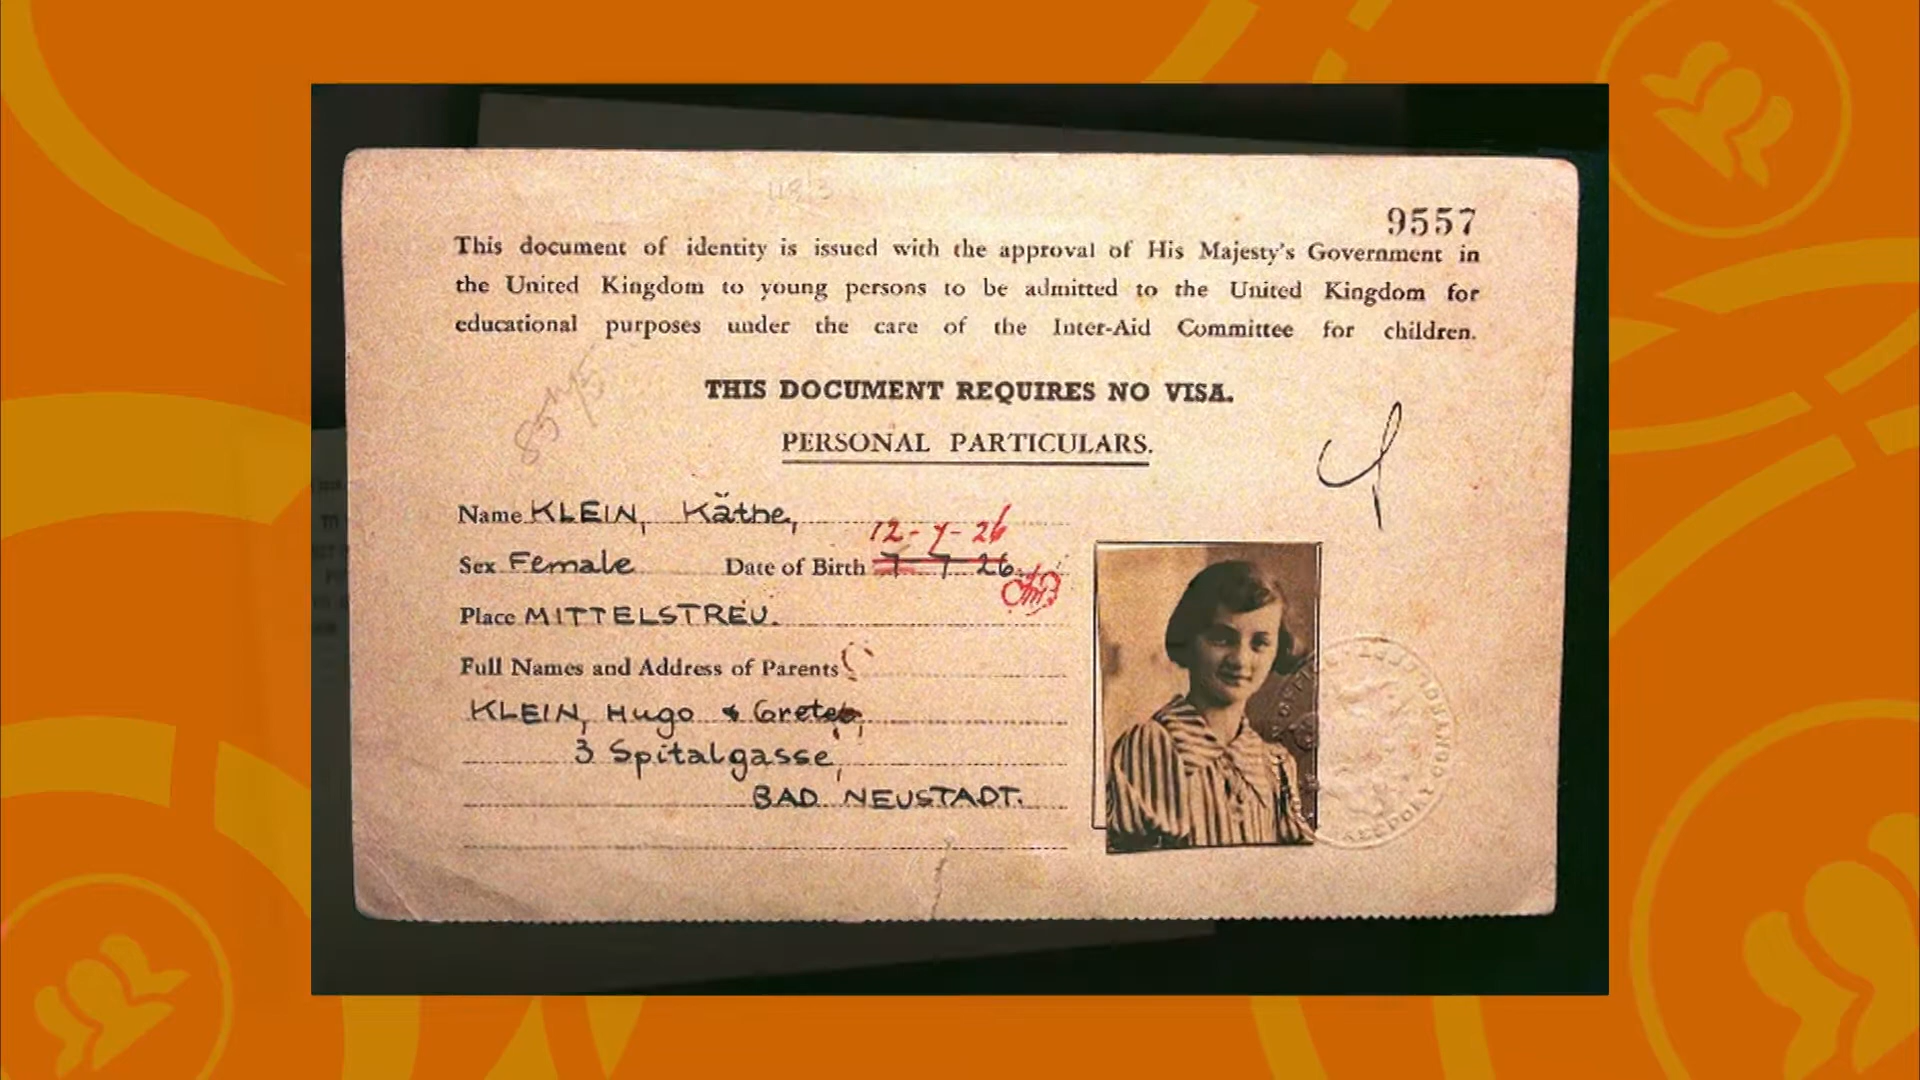 9557
This document of identity is issued with the approval of His Majesty's Government in
the United Kingdom to young persons to be admitted to the United Kingdom for
educational purposes under the care of the Inter-Aid Committee for children.
THIS DOCUMENT REQUIRES NO VISA.
PERSONAL PARTICULARS.
Name KLEIN, Käthe,
12-7-26
Sex Female Date of Birth 7 7 26
Place MITTELSTREU.
Full Names and Address of Parents
KLEIN, Hugo & Grete,
3 Spitalgasse,
BAD NEUSTADT.